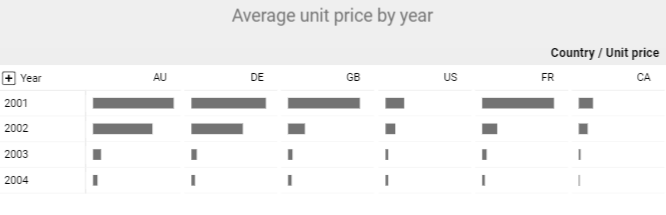 Average unit price by year
Country / Unit price
Year AU DE GB US FR CA
2001
2002
2003
2004